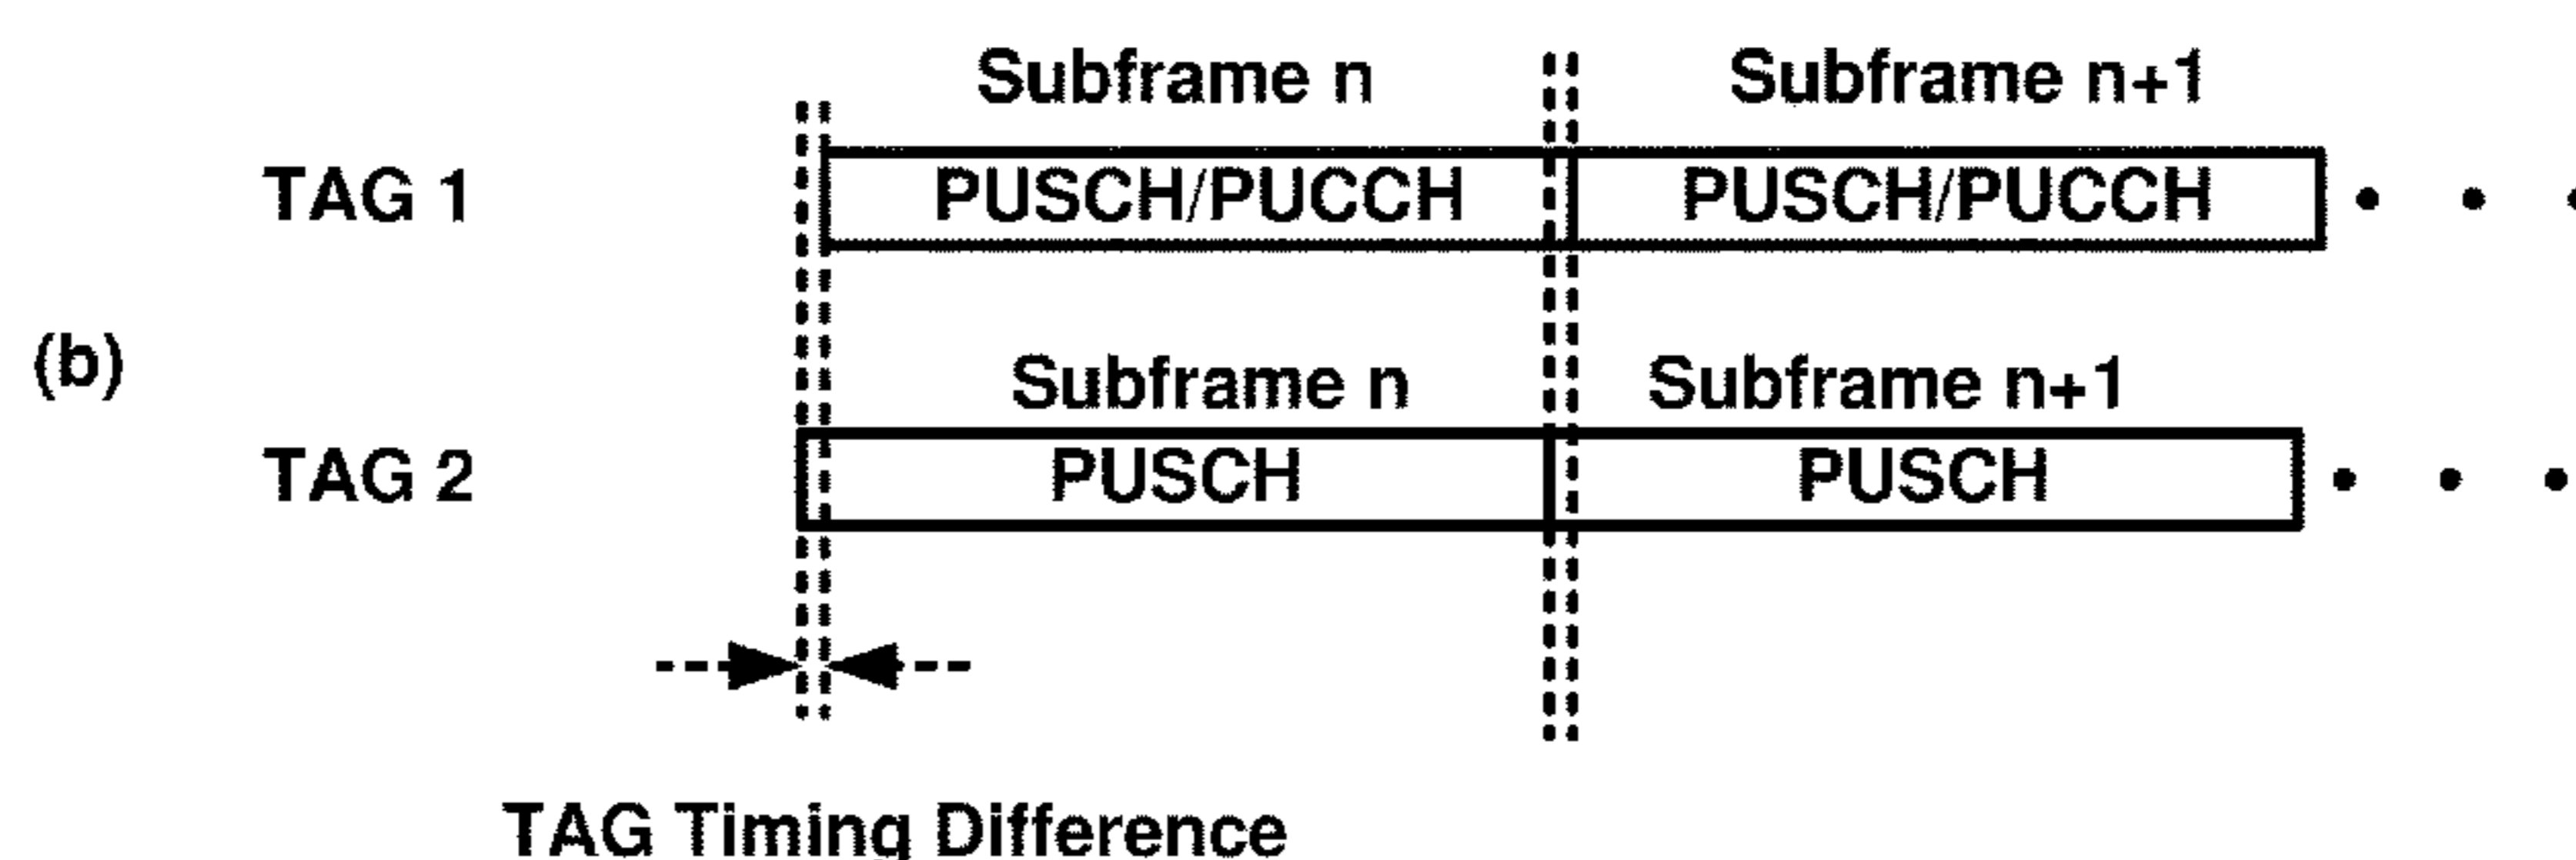 Subframe n Subframe n+1
TAG 1 PUSCH/PUCCH PUSCH/PUCCH • • •
(b)
Subframe n Subframe n+1
TAG 2 PUSCH PUSCH • • •
TAG Timing Difference